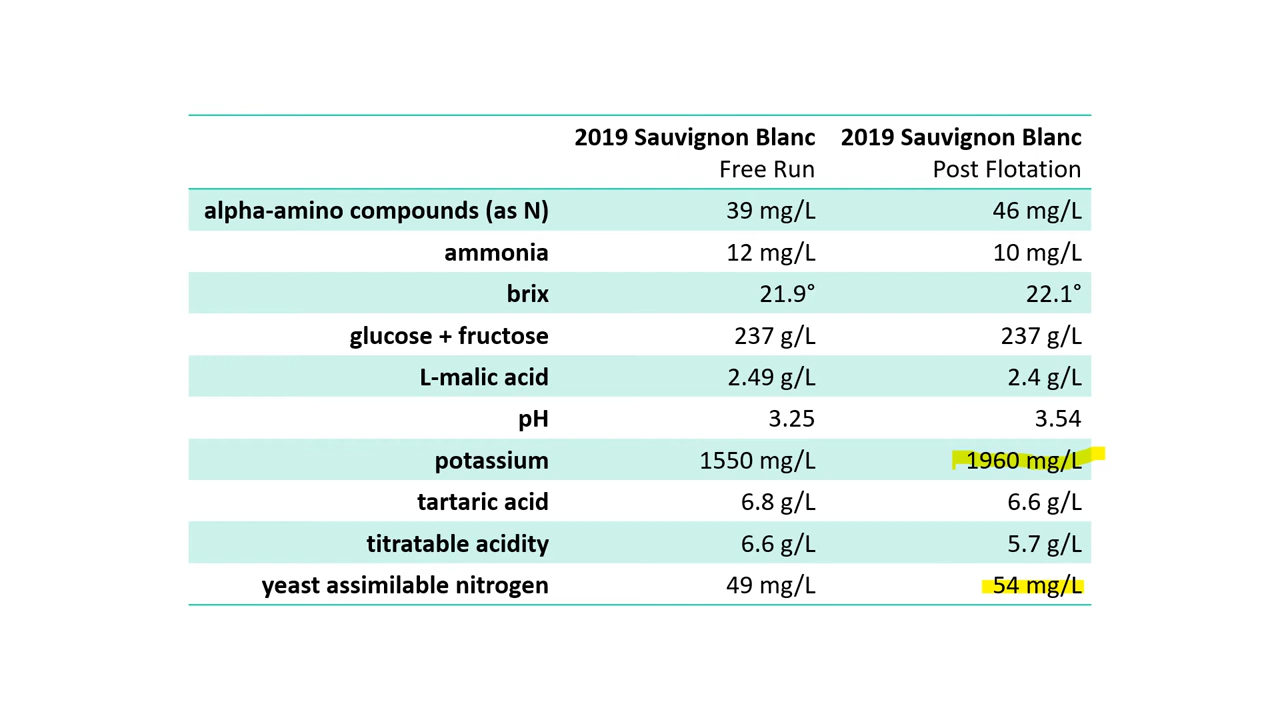 2019 Sauvignon Blanc 2019 Sauvignon Blanc
Free Run Post Flotation
alpha-amino compounds (as N) 39 mg/L 46 mg/L
ammonia 12 mg/L 10 mg/L
brix 21.9° 22.1°
glucose + fructose 237 g/L 237 g/L
L-malic acid 2.49 g/L 2.4 g/L
pH 3.25 3.54
potassium 1550 mg/L 1960 mg/L
tartaric acid 6.8 g/L 6.6 g/L
titratable acidity 6.6 g/L 5.7 g/L
yeast assimilable nitrogen 49 mg/L 54 mg/L